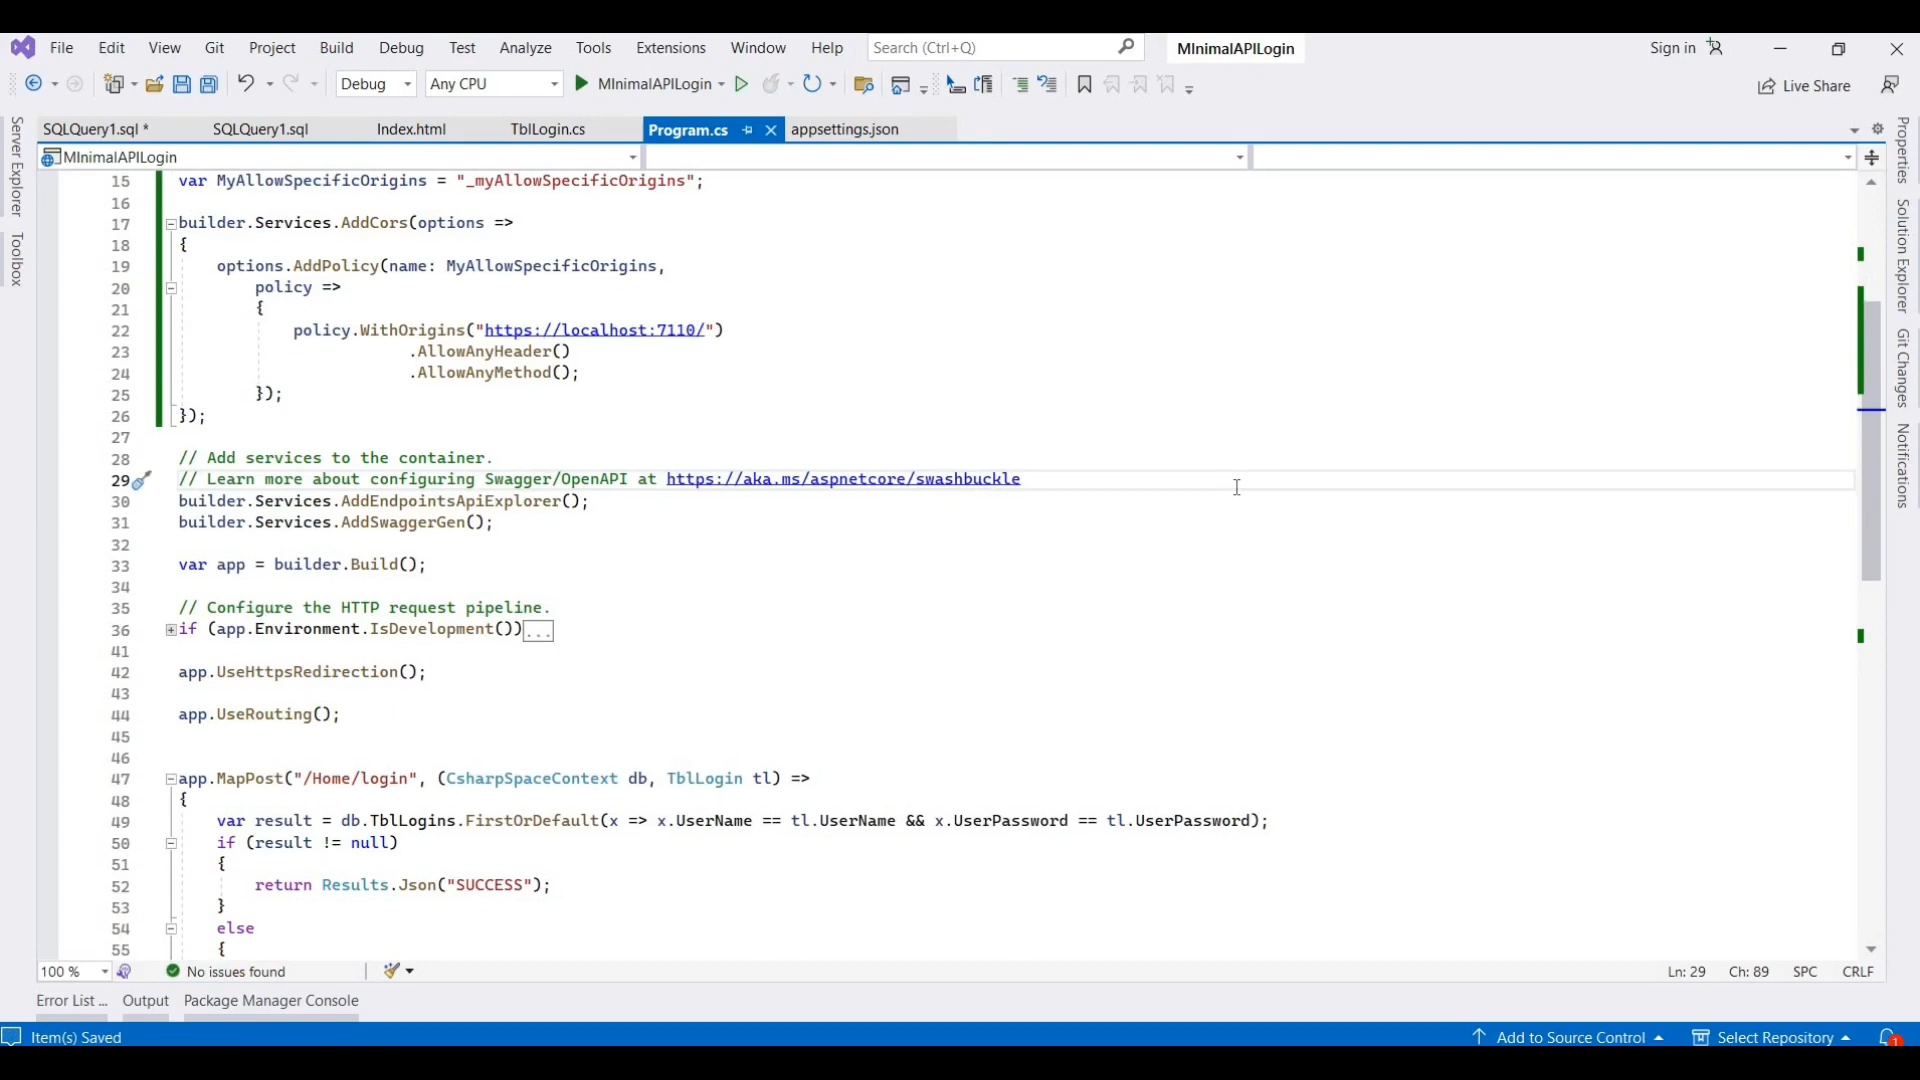 File Edit View Git Project Build Debug Test Analyze Tools Extensions Window Help Search (Ctrl+Q) MInimalAPILogin Sign in
Debug Any CPU MInimalAPILogin Live Share
SQLQuery1.sql * SQLQuery1.sql Index.html TblLogin.cs Program.cs appsettings.json
MInimalAPILogin
Server Explorer
Toolbox
15 var MyAllowSpecificOrigins = "_myAllowSpecificOrigins";
16
17 builder.Services.AddCors(options =>
18 {
19 options.AddPolicy(name: MyAllowSpecificOrigins,
20 policy =>
21 {
22 policy.WithOrigins("https://localhost:7110/")
23 .AllowAnyHeader()
24 .AllowAnyMethod();
25 });
26 });
27
28 // Add services to the container.
29 // Learn more about configuring Swagger/OpenAPI at https://aka.ms/aspnetcore/swashbuckle
30 builder.Services.AddEndpointsApiExplorer();
31 builder.Services.AddSwaggerGen();
32
33 var app = builder.Build();
34
35 // Configure the HTTP request pipeline.
36 if (app.Environment.IsDevelopment())...
41
42 app.UseHttpsRedirection();
43
44 app.UseRouting();
45
46
47 app.MapPost("/Home/login", (CsharpSpaceContext db, TblLogin tl) =>
48 {
49 var result = db.TblLogins.FirstOrDefault(x => x.UserName == tl.UserName && x.UserPassword == tl.UserPassword);
50 if (result != null)
51 {
52 return Results.Json("SUCCESS");
53 }
54 else
55 {
Properties
Solution Explorer
Git Changes
Notifications
100 % No issues found Ln: 29 Ch: 89 SPC CRLF
Error List ... Output Package Manager Console
Item(s) Saved Add to Source Control Select Repository 1